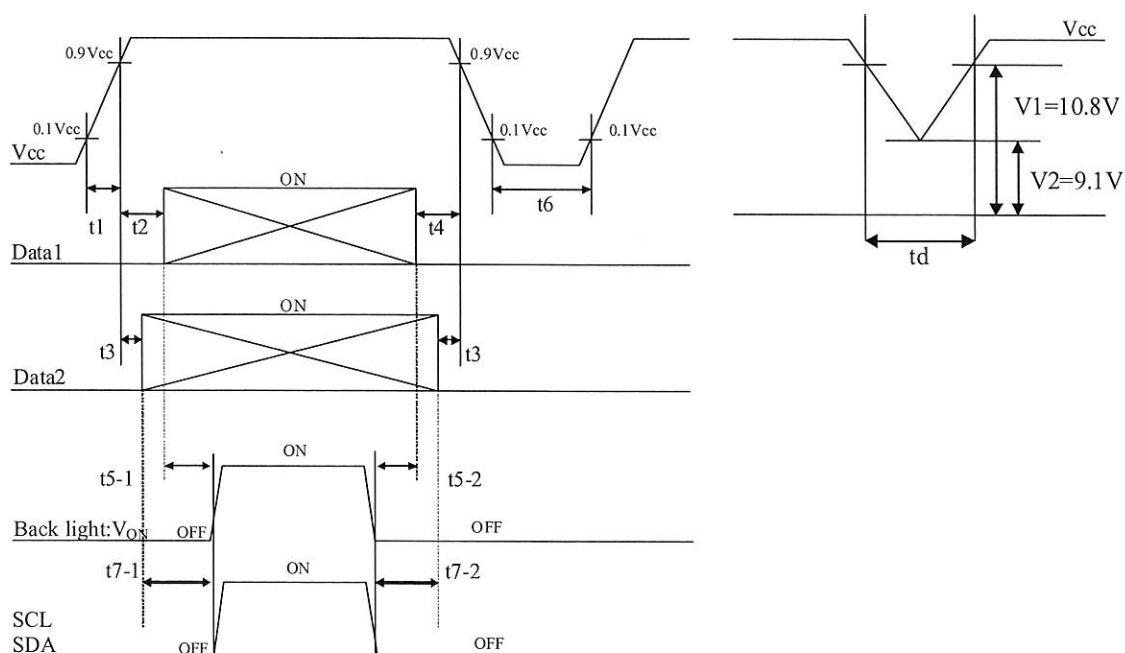 0.9Vcc
0.9Vcc
Vcc
V1=10.8V
0.1Vcc
0.1Vcc
0.1Vcc
Vcc
V2=9.1V
ON
t1
t2
t4
t6
td
Data1
ON
t3
t3
Data2
ON
t5-1
t5-2
Back light:VON
OFF
OFF
t7-1
ON
t7-2
SCL
SDA
OFF
OFF